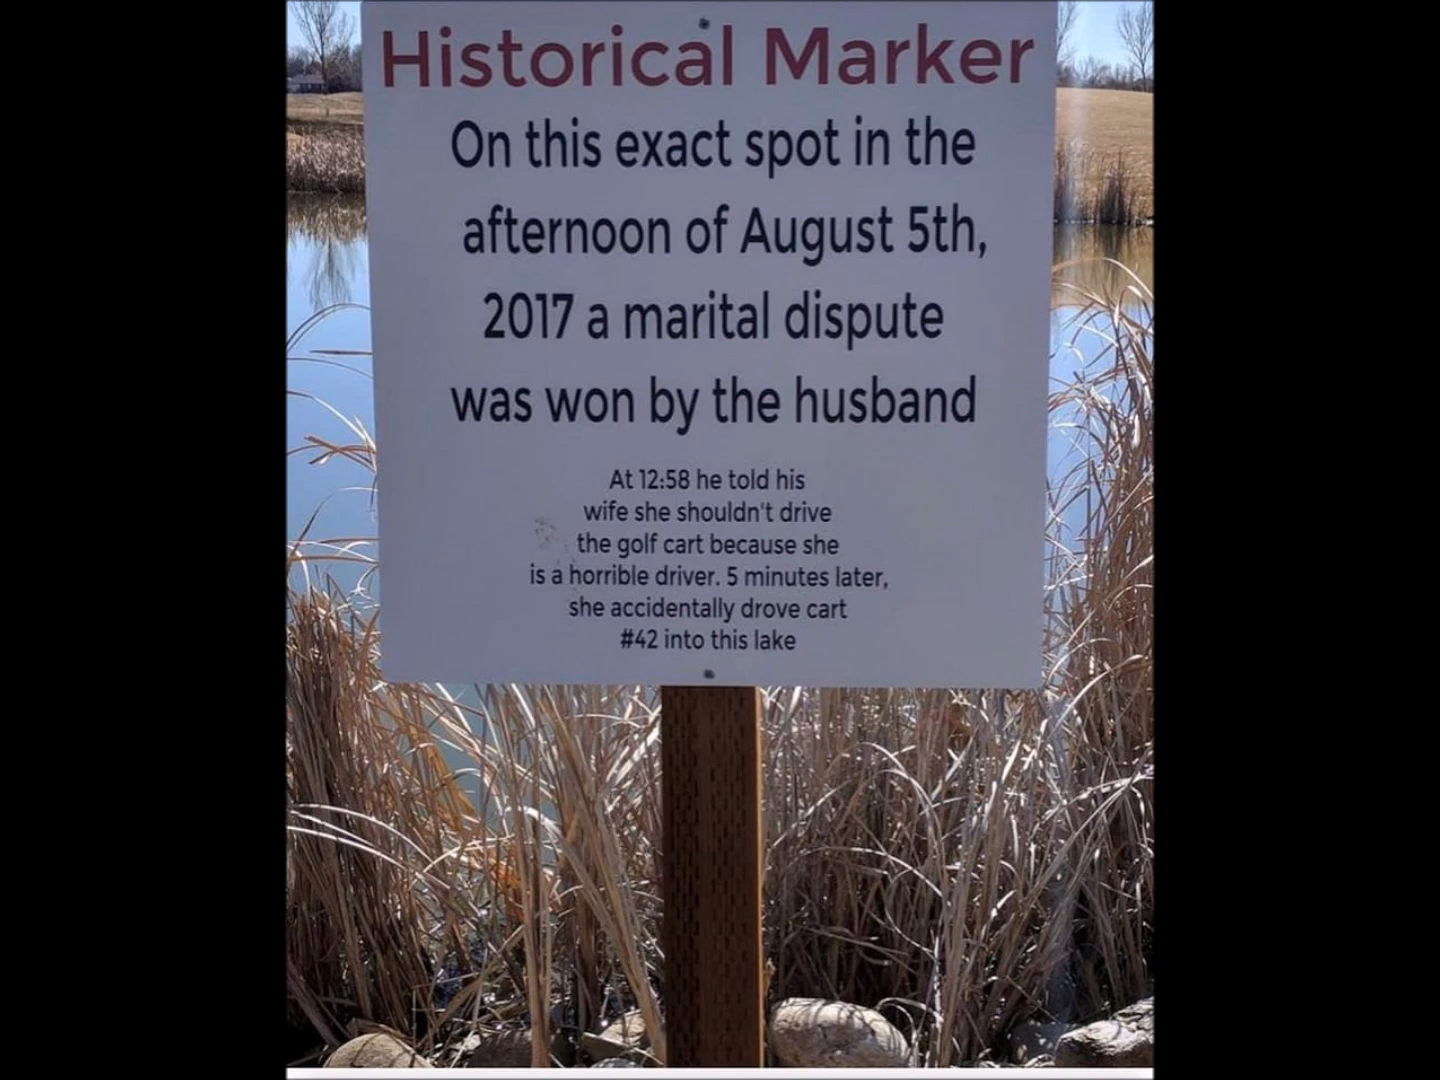 Historical Marker
On this exact spot in the
afternoon of August 5th,
2017 a marital dispute
was won by the husband
At 12:58 he told his
wife she shouldn't drive
the golf cart because she
is a horrible driver. 5 minutes later,
she accidentally drove cart
#42 into this lake